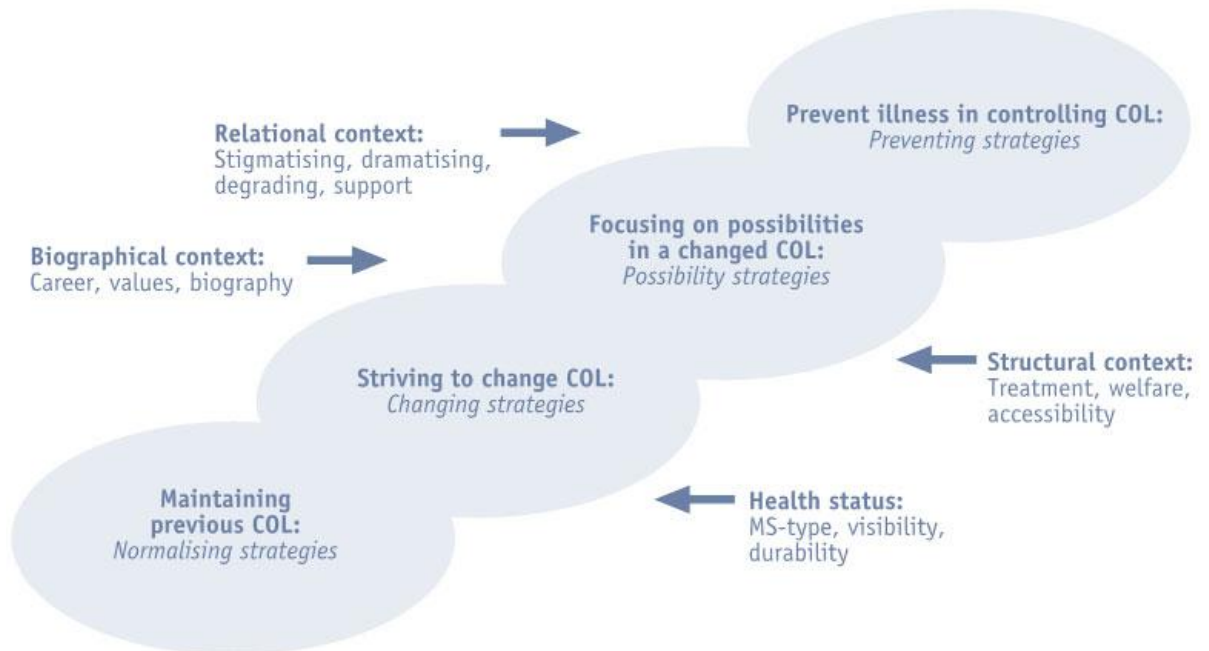 Prevent illness in controlling COL:
Preventing strategies
Relational context:
Stigmatising, dramatising,
degrading, support
Focusing on possibilities
in a changed COL:
Possibility strategies
Biographical context:
Career, values, biography
Striving to change COL:
Changing strategies
Structural context:
Treatment, welfare,
accessibility
Maintaining
previous COL:
Normalising strategies
Health status:
MS-type, visibility,
durability